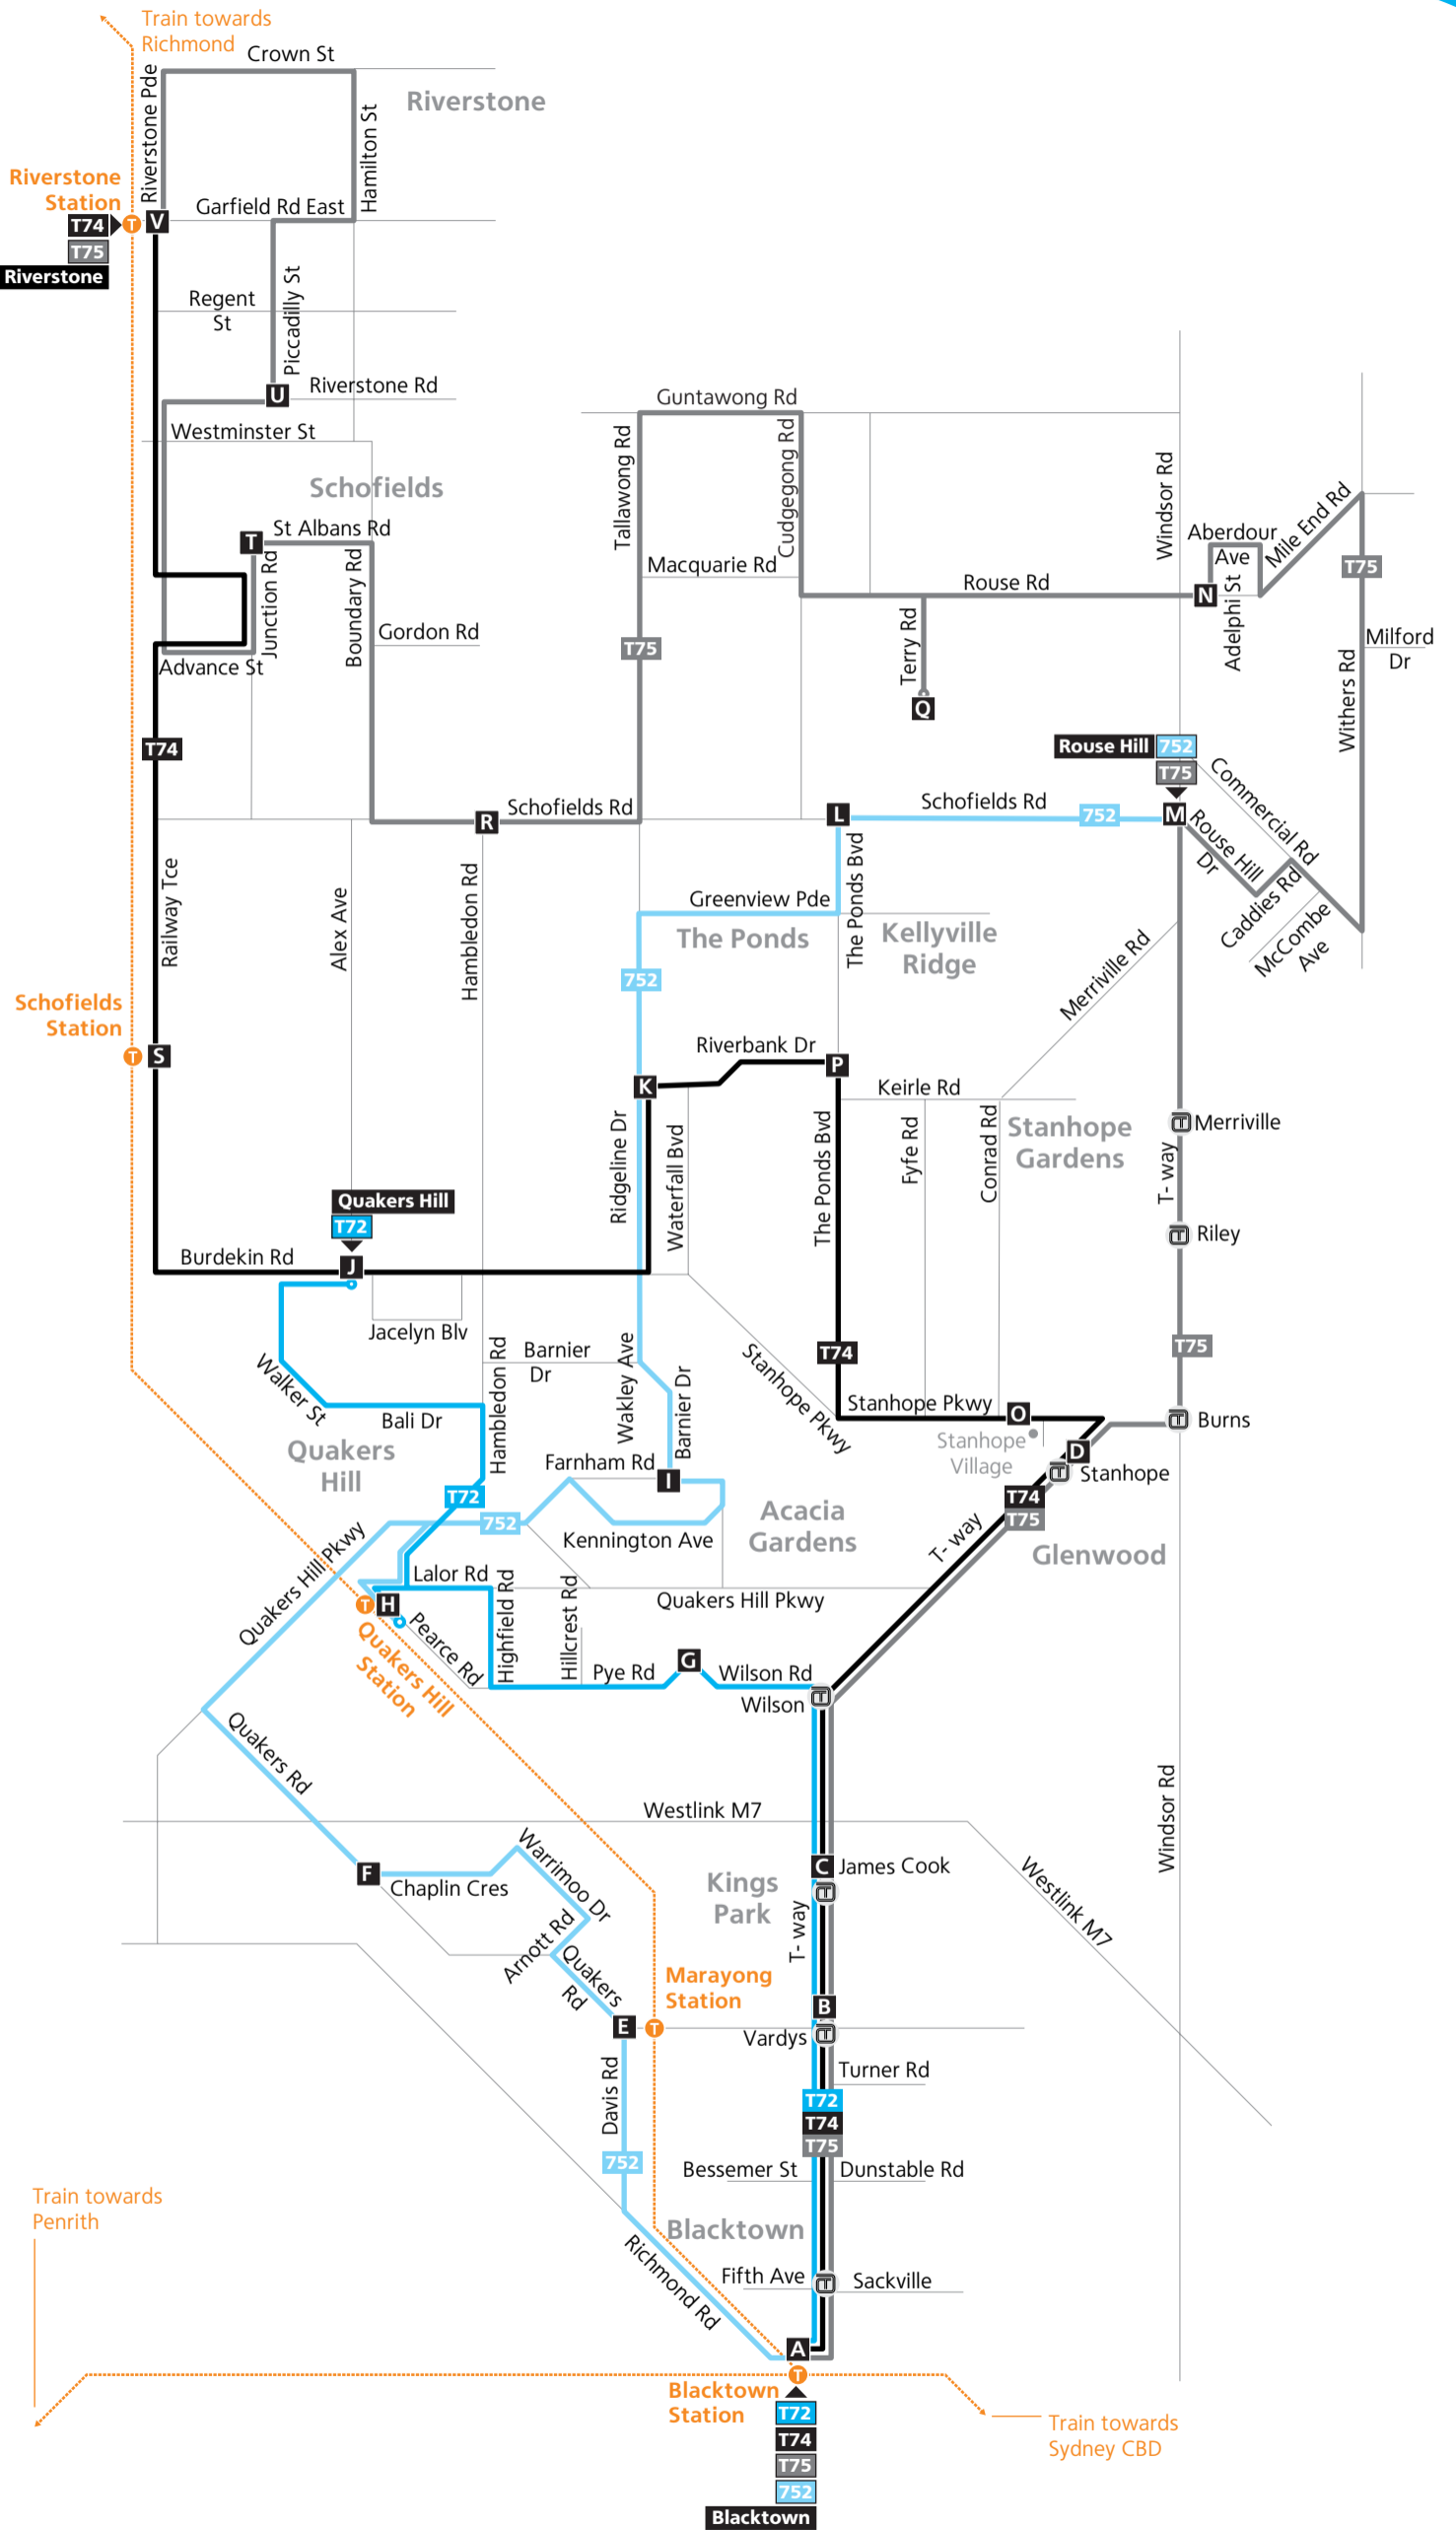 Train towards
Richmond
Crown St
Riverstone Pde
Hamilton St
Riverstone
Riverstone
Station
T74
T
V
T75
Riverstone
Garfield Rd East
Regent
St
Piccadilly St
U
Riverstone Rd
Westminster St
Schofields
T
St Albans Rd
Junction Rd
Boundary Rd
Gordon Rd
Advance St
T74
Guntawong Rd
Tallawong Rd
Cudgegong Rd
Macquarie Rd
T75
Rouse Rd
Terry Rd
Q
Windsor Rd
N
Aberdour
Ave
Adelphi St
Mile End Rd
T75
Milford
Dr
Withers Rd
Rouse Hill
752
T75
M
Commercial Rd
Rouse Hill
Dr
Caddies Rd
McCombe
Ave
R
Schofields Rd
L
Schofields Rd
752
Railway Tce
Alex Ave
Hambledon Rd
Greenview Pde
The Ponds Bvd
The Ponds
Kellyville
Ridge
752
Merriville Rd
Schofields
Station
T
S
K
Riverbank Dr
P
Keirle Rd
Ridgeline Dr
Waterfall Bvd
The Ponds Bvd
Fyfe Rd
Conrad Rd
Stanhope
Gardens
T
Merriville
T- way
T
Riley
Quakers Hill
T72
J
Burdekin Rd
Jacelyn Blv
Walker St
Bali Dr
Hambledon Rd
Barnier
Dr
Wakley Ave
Barnier Dr
Stanhope Pkwy
T74
T75
Stanhope Pkwy
O
T
Burns
Stanhope
Village
D
T
Stanhope
T74
T75
T- way
Glenwood
Quakers
Hill
Farnham Rd
I
T72
752
Kennington Ave
Acacia
Gardens
Quakers Hill Pkwy
Lalor Rd
Quakers Hill Pkwy
T
H
Pearce Rd
Quakers Hill
Station
Highfield Rd
Hillcrest Rd
Pye Rd
G
Wilson Rd
Wilson
T
Quakers Rd
Westlink M7
Windsor Rd
Westlink M7
F
Chaplin Cres
Warrimoo Dr
Arnott Rd
Quakers
Rd
Kings
Park
C
James Cook
T
T- way
Marayong
Station
B
E
T
Vardys
T
Turner Rd
Davis Rd
T72
T74
T75
752
Bessemer St
Dunstable Rd
Train towards
Penrith
Blacktown
Richmond Rd
Fifth Ave
T
Sackville
A
T
Blacktown
Station
T72
T74
T75
752
Blacktown
Train towards
Sydney CBD